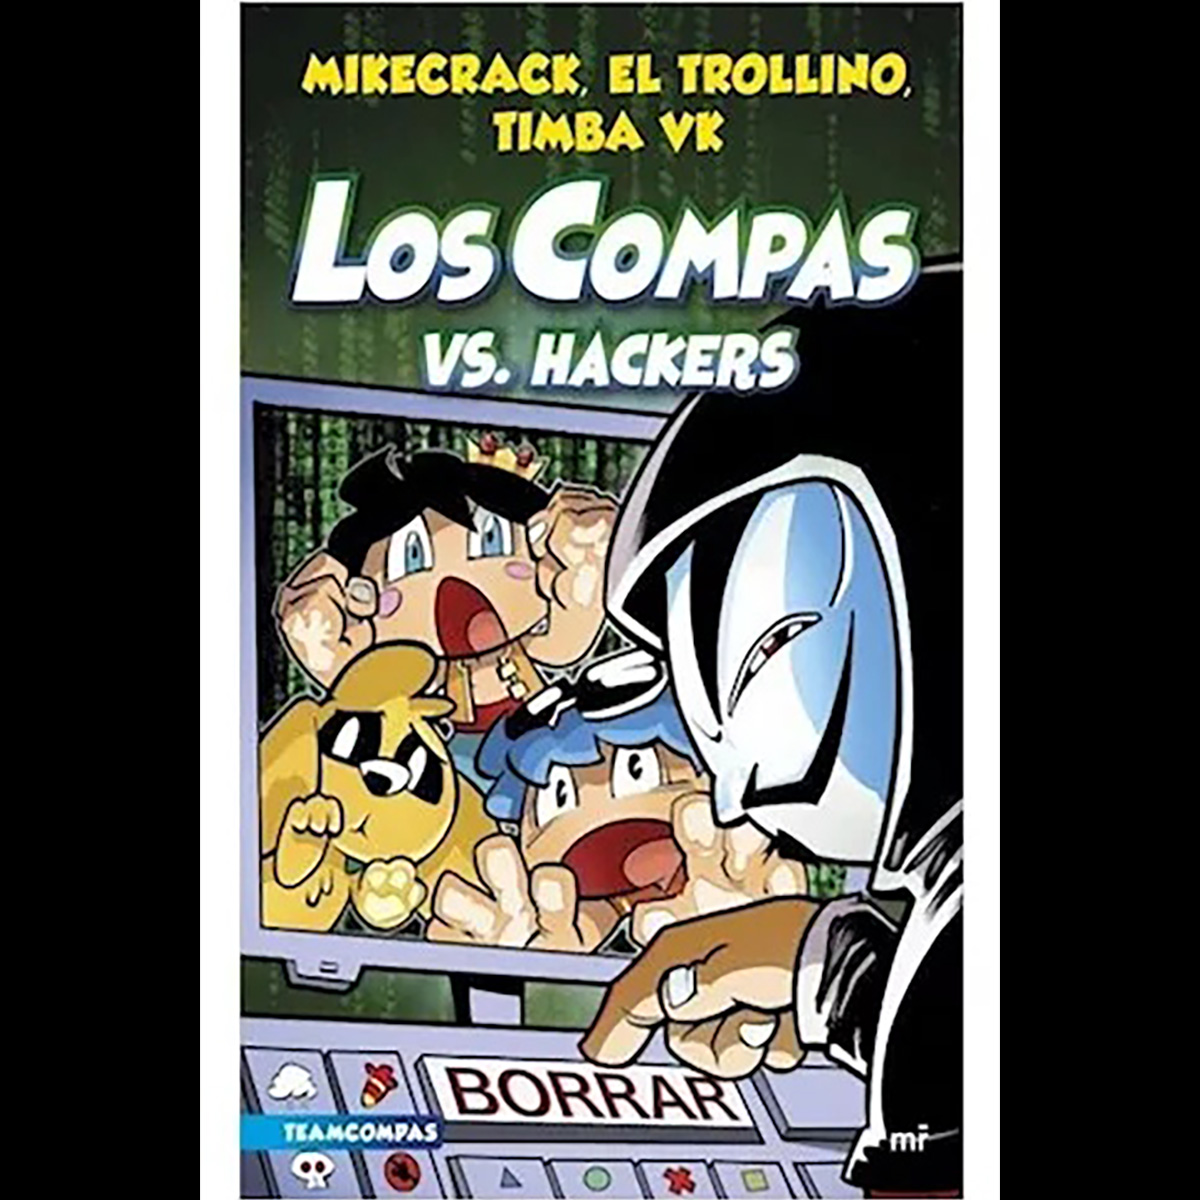 MIKECRACK, EL TROLLINO,
TIMBA VK
LOS COMPAS
VS. HACKERS
BORRAR
TEAMCOMPAS
mr